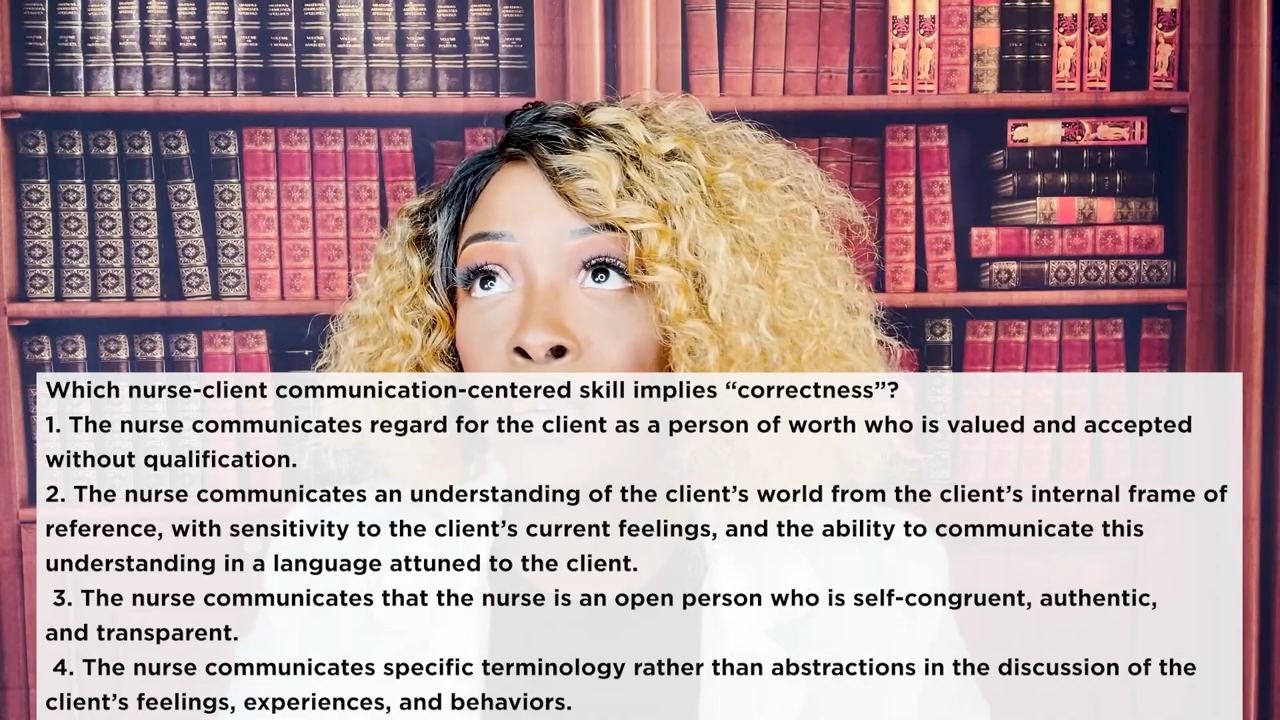 Which nurse-client communication-centered skill implies “correctness”?
1. The nurse communicates regard for the client as a person of worth who is valued and accepted
without qualification.
2. The nurse communicates an understanding of the client’s world from the client’s internal frame of
reference, with sensitivity to the client’s current feelings, and the ability to communicate this
understanding in a language attuned to the client.
3. The nurse communicates that the nurse is an open person who is self-congruent, authentic,
and transparent.
4. The nurse communicates specific terminology rather than abstractions in the discussion of the
client’s feelings, experiences, and behaviors.